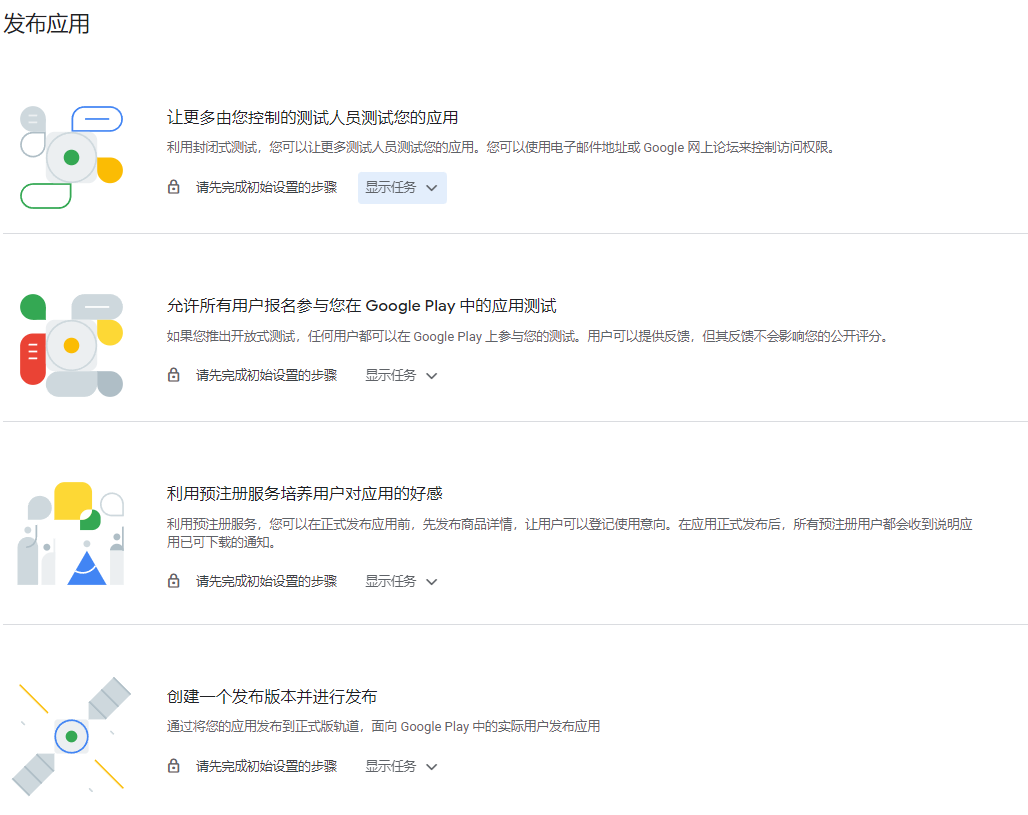 发布应用
让更多由您控制的测试人员测试您的应用
利用封闭式测试，您可以让更多测试人员测试您的应用。您可以使用电子邮件地址或 Google 网上论坛来控制访问权限。
请先完成初始设置的步骤 显示任务
允许所有用户报名参与您在 Google Play 中的应用测试
如果您推出开放式测试，任何用户都可以在 Google Play 上参与您的测试。用户可以提供反馈，但其反馈不会影响您的公开评分。
请先完成初始设置的步骤 显示任务
利用预注册服务培养用户对应用的好感
利用预注册服务，您可以在正式发布应用前，先发布商品详情，让用户可以登记使用意向。在应用正式发布后，所有预注册用户都会收到说明应
用已可下载的通知。
请先完成初始设置的步骤 显示任务
创建一个发布版本并进行发布
通过将您的应用发布到正式版轨道，面向 Google Play 中的实际用户发布应用
请先完成初始设置的步骤 显示任务